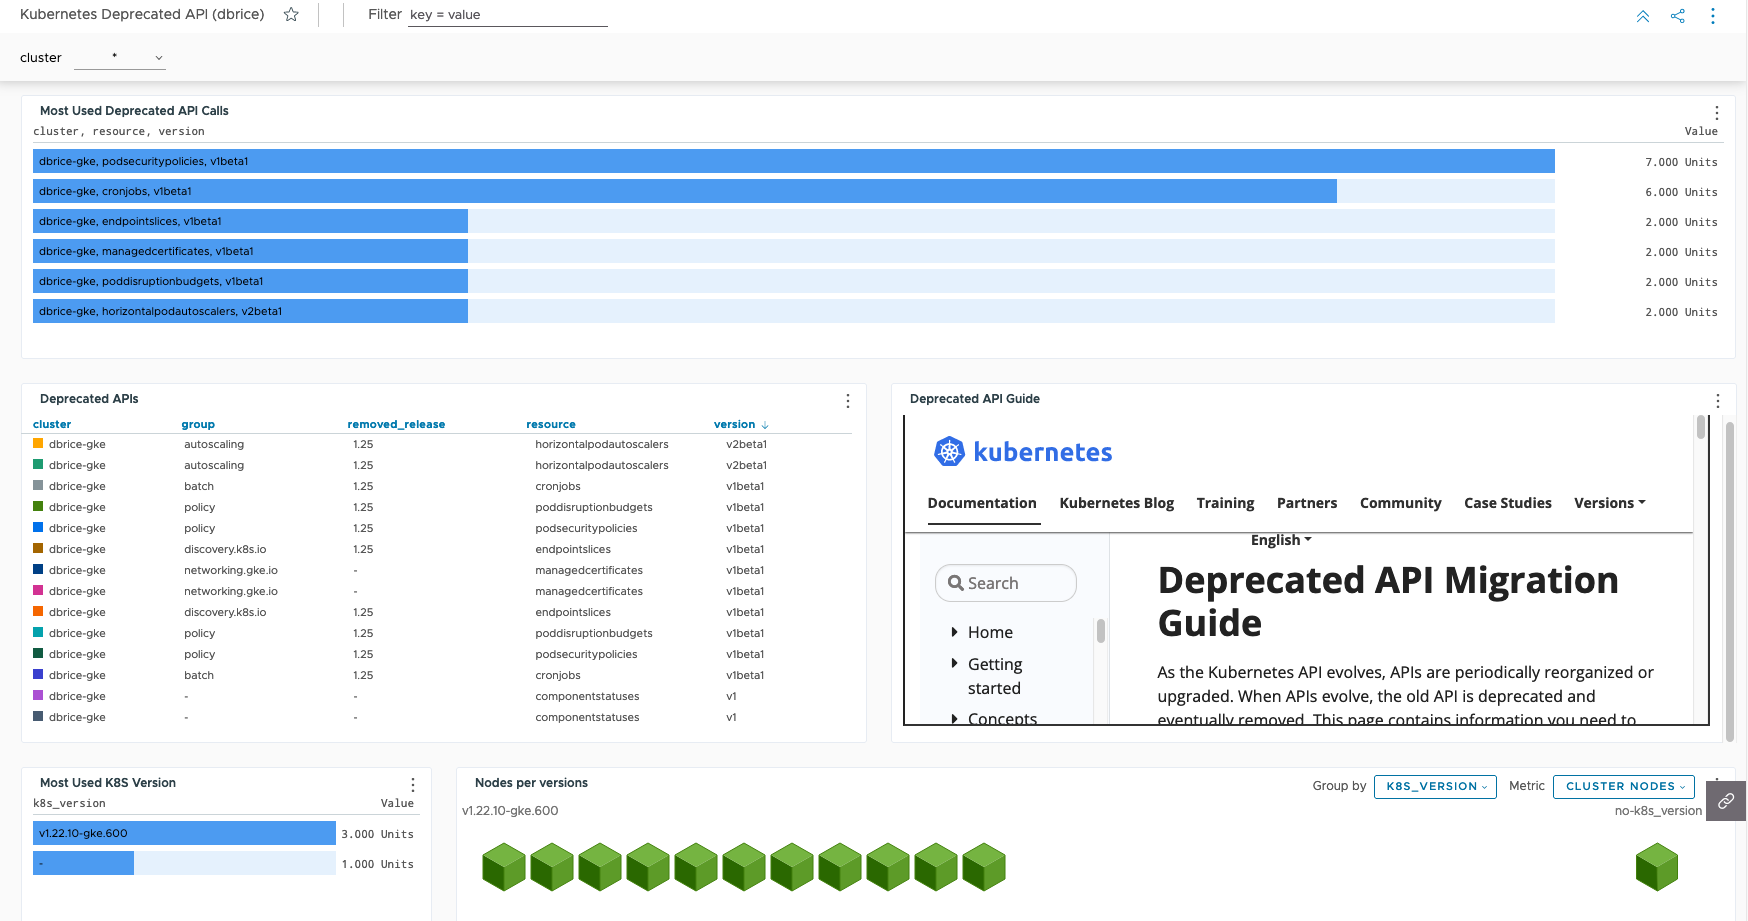 Kubernetes Deprecated API (dbrice)
Filter key = value
cluster *
Most Used Deprecated API Calls
cluster, resource, version Value
dbrice-gke, podsecuritypolicies, v1beta1 7.000 Units
dbrice-gke, cronjobs, v1beta1 6.000 Units
dbrice-gke, endpointslices, v1beta1 2.000 Units
dbrice-gke, managedcertificates, v1beta1 2.000 Units
dbrice-gke, poddisruptionbudgets, v1beta1 2.000 Units
dbrice-gke, horizontalpodautoscalers, v2beta1 2.000 Units
Deprecated APIs
cluster group removed_release resource version ↓
dbrice-gke autoscaling 1.25 horizontalpodautoscalers v2beta1
dbrice-gke autoscaling 1.25 horizontalpodautoscalers v2beta1
dbrice-gke batch 1.25 cronjobs v1beta1
dbrice-gke policy 1.25 poddisruptionbudgets v1beta1
dbrice-gke policy 1.25 podsecuritypolicies v1beta1
dbrice-gke discovery.k8s.io 1.25 endpointslices v1beta1
dbrice-gke networking.gke.io - managedcertificates v1beta1
dbrice-gke networking.gke.io - managedcertificates v1beta1
dbrice-gke discovery.k8s.io 1.25 endpointslices v1beta1
dbrice-gke policy 1.25 poddisruptionbudgets v1beta1
dbrice-gke policy 1.25 podsecuritypolicies v1beta1
dbrice-gke batch 1.25 cronjobs v1beta1
dbrice-gke - - componentstatuses v1
dbrice-gke - - componentstatuses v1
Deprecated API Guide
kubernetes
Documentation Kubernetes Blog Training Partners Community Case Studies Versions
English
Search
Home
Getting
started
Concepts
Deprecated API Migration
Guide
As the Kubernetes API evolves, APIs are periodically reorganized or
upgraded. When APIs evolve, the old API is deprecated and
eventually removed. This page contains information you need to
Most Used K8S Version
k8s_version Value
v1.22.10-gke.600 3.000 Units
- 1.000 Units
Nodes per versions
Group by K8S_VERSION Metric CLUSTER NODES
v1.22.10-gke.600 no-k8s_version